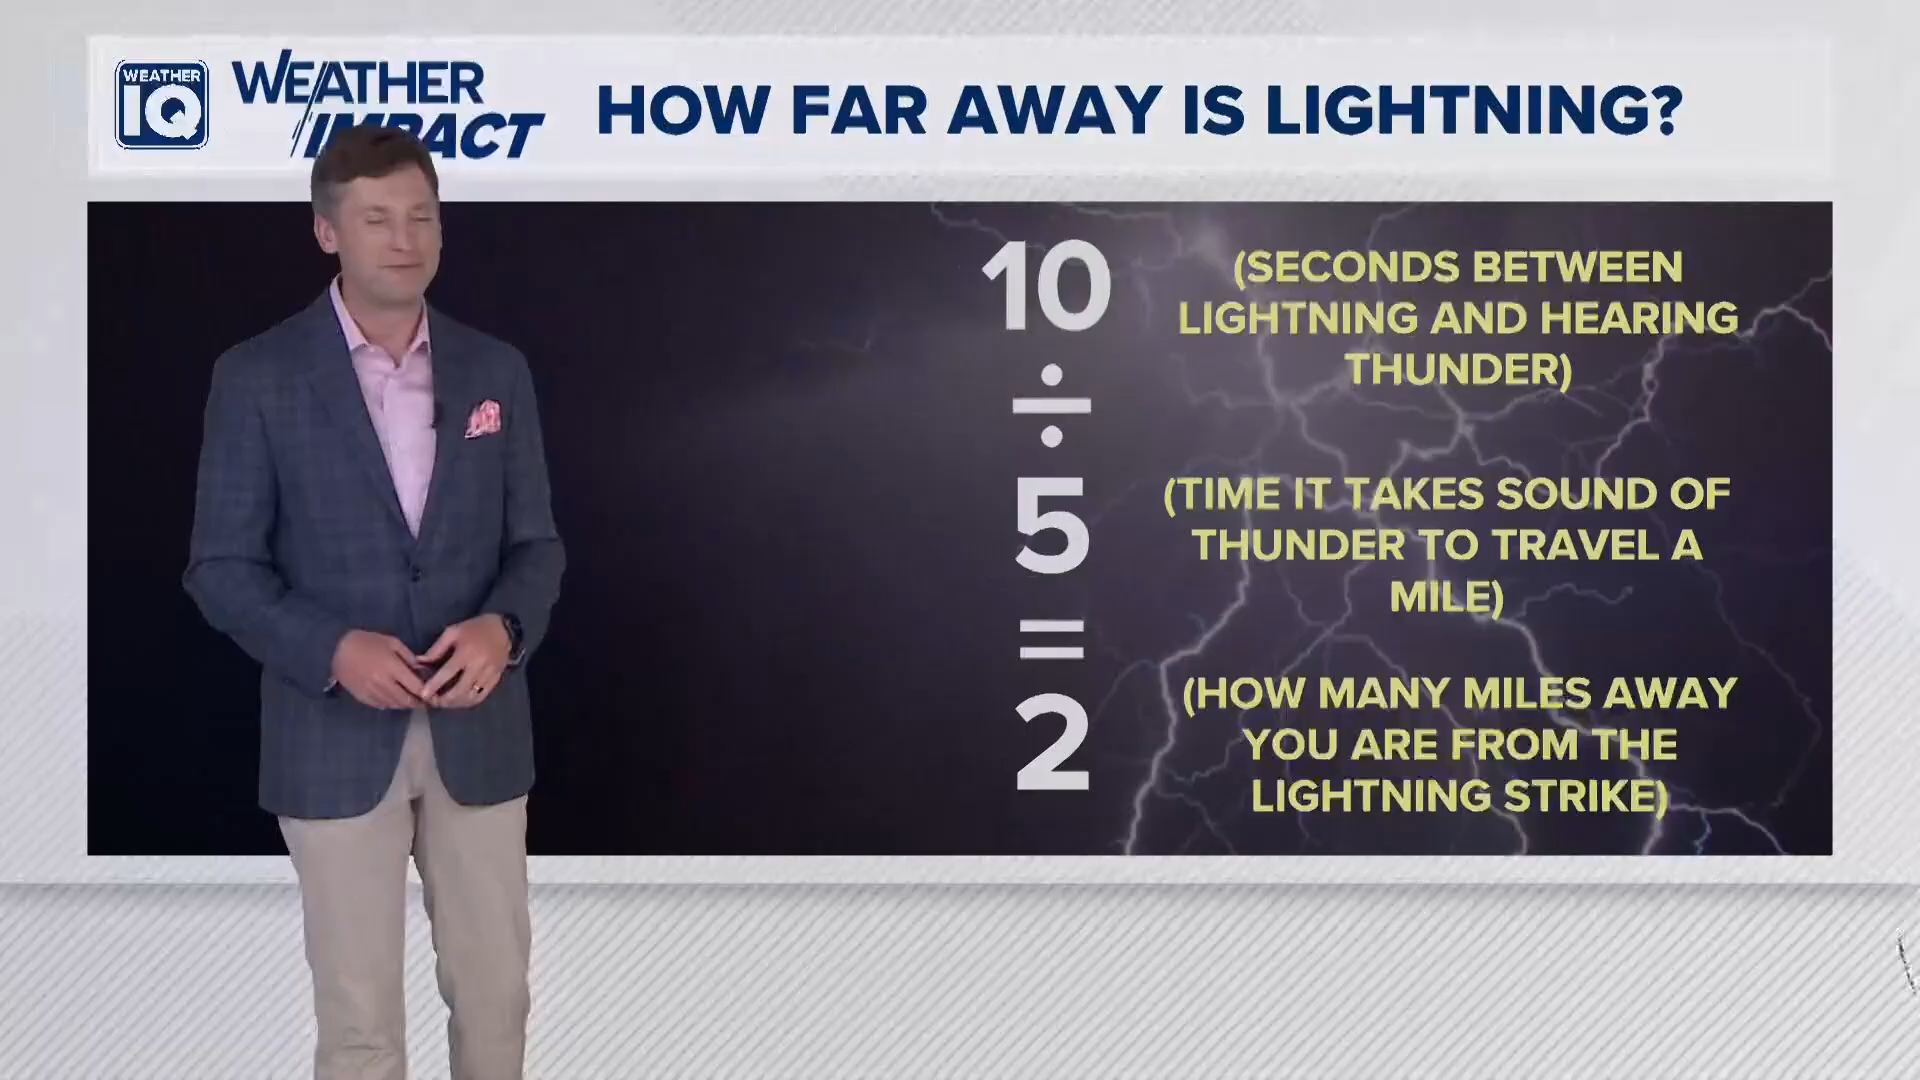 WEATHER
IQ
WEATHER
IMPACT
HOW FAR AWAY IS LIGHTNING?
10
(SECONDS BETWEEN
LIGHTNING AND HEARING
THUNDER)
÷
5
(TIME IT TAKES SOUND OF
THUNDER TO TRAVEL A
MILE)
=
2
(HOW MANY MILES AWAY
YOU ARE FROM THE
LIGHTNING STRIKE)